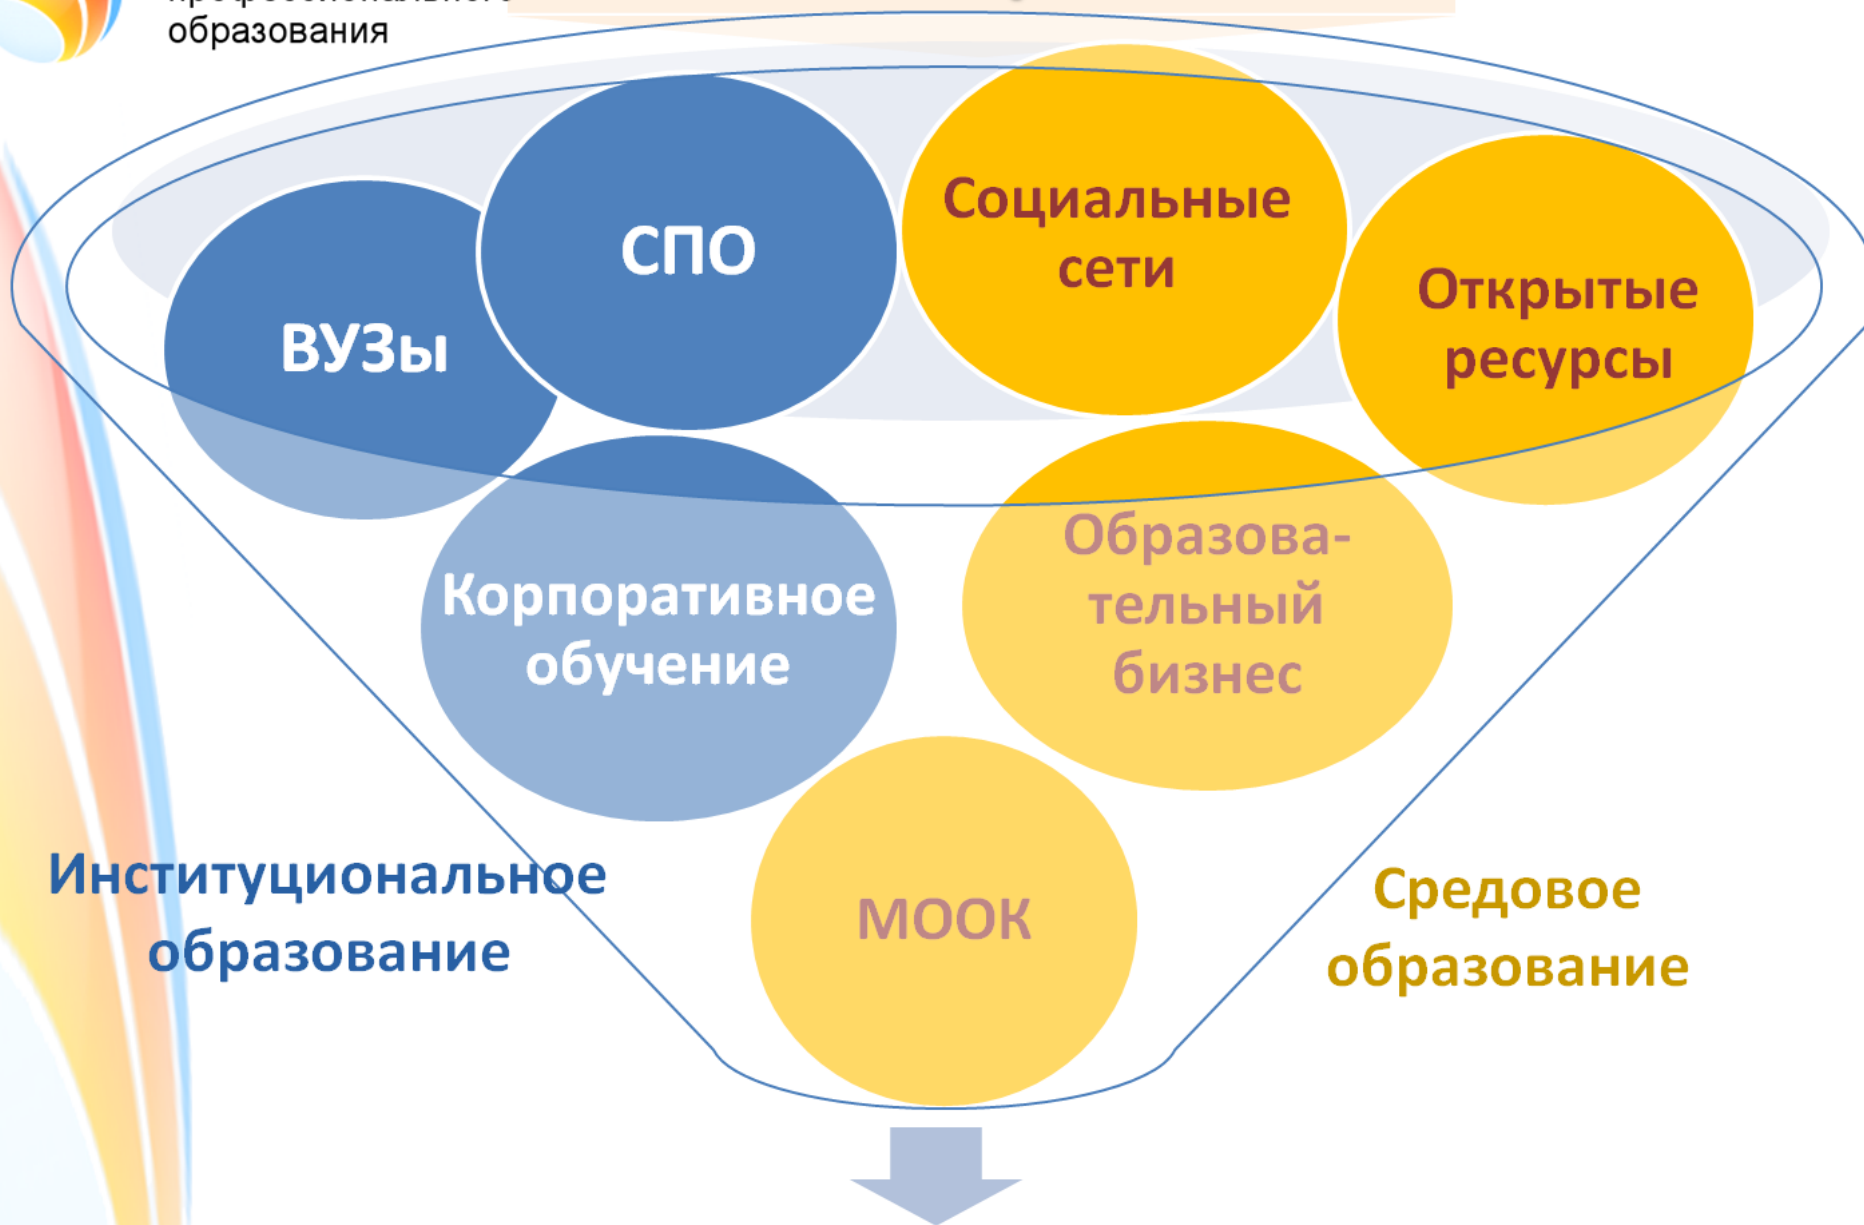 образования
СПО
Социальные
сети
Открытые
ресурсы
ВУЗы
Корпоративное
обучение
Образова-
тельный
бизнес
МООК
Институциональное
образование
Средовое
образование